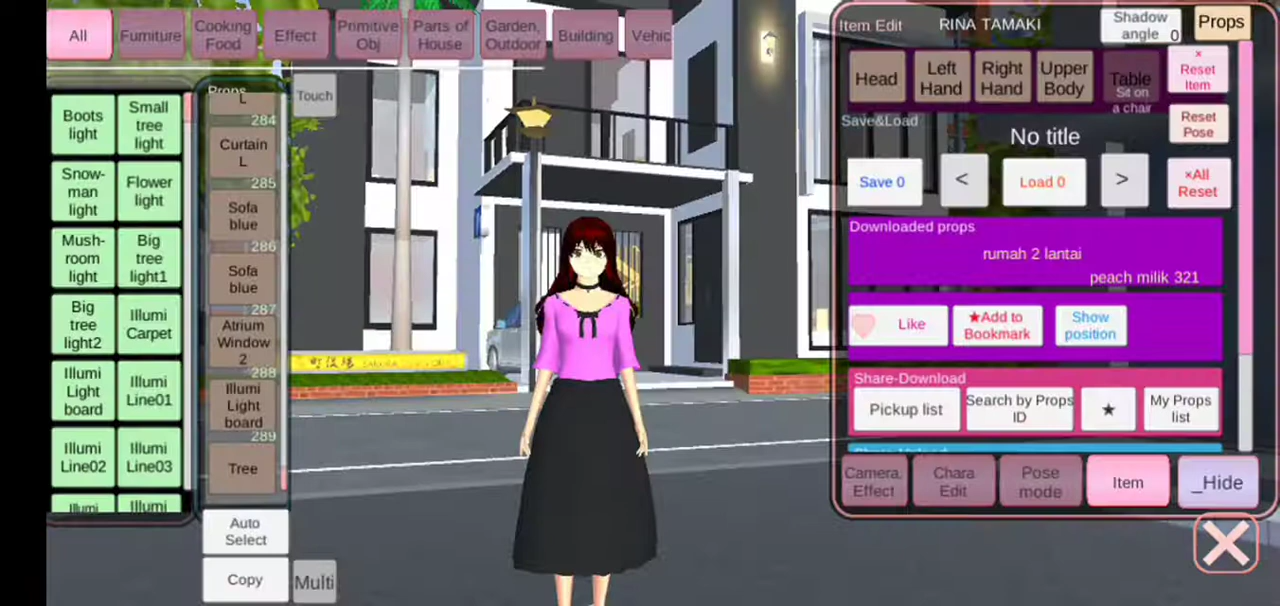 All
Furniture
Cooking
Food
Effect
Primitive
Obj
Parts of
House
Garden,
Outdoor
Building
Vehic
Boots
light
Small
tree
light
Snow-
man
light
Flower
light
Mush-
room
light
Big
tree
light1
Big
tree
light2
Illumi
Carpet
Illumi
Light
board
Illumi
Line01
Illumi
Line02
Illumi
Line03
Illumi
Illumi
Props
L
284
Curtain
L
285
Sofa
blue
286
Sofa
blue
287
Atrium
Window
2
288
Illumi
Light
board
289
Tree
Auto
Select
Copy
Touch
Multi
町役場
Item Edit
RINA TAMAKI
Shadow
angle 0
Props
Head
Left
Hand
Right
Hand
Upper
Body
Table
Sit on
a chair
×
Reset
Item
Save&Load
No title
Reset
Pose
Save 0
<
Load 0
>
×All
Reset
Downloaded props
rumah 2 lantai
peach milik 321
Like
★Add to
Bookmark
Show
position
Share-Download
Pickup list
Search by Props
ID
★
My Props
list
Camera,
Effect
Chara
Edit
Pose
mode
Item
_Hide